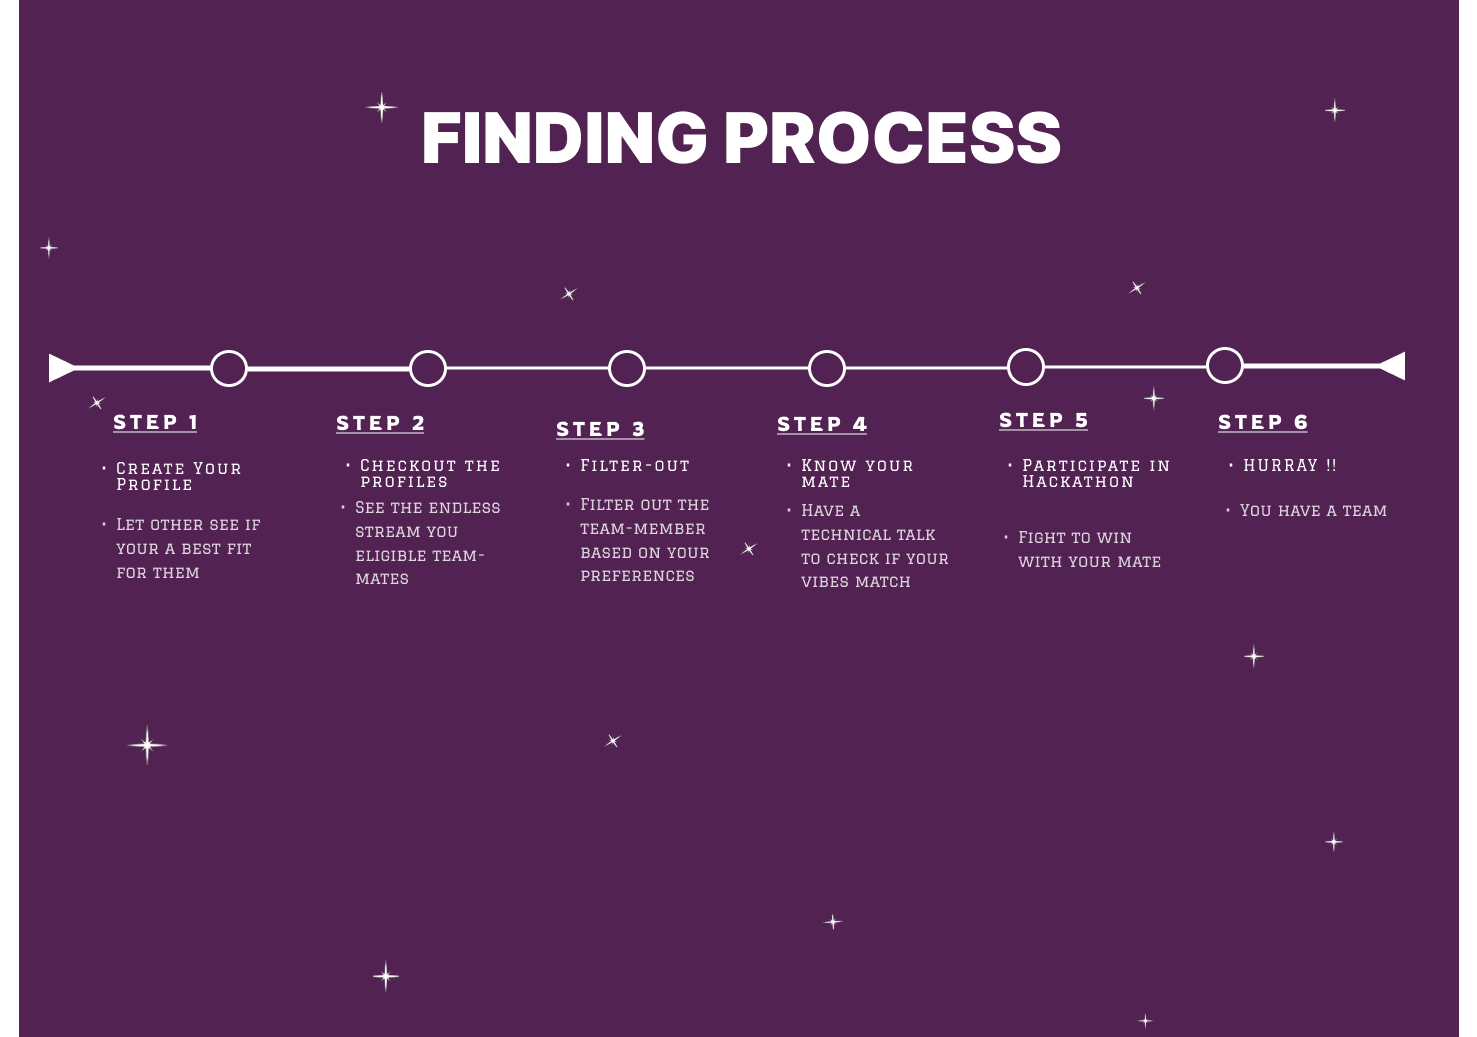 FINDING PROCESS
STEP 1
• Create Your
Profile
• Let other see if
your a best fit
for them
STEP 2
• Checkout the
profiles
• See the endless
stream you
eligible team-
mates
STEP 3
• Filter-out
• Filter out the
team-member
based on your
preferences
STEP 4
• Know your
mate
• Have a
technical talk
to check if your
vibes match
STEP 5
• Participate in
Hackathon
• Fight to win
with your mate
STEP 6
• HURRAY !!
• You have a team